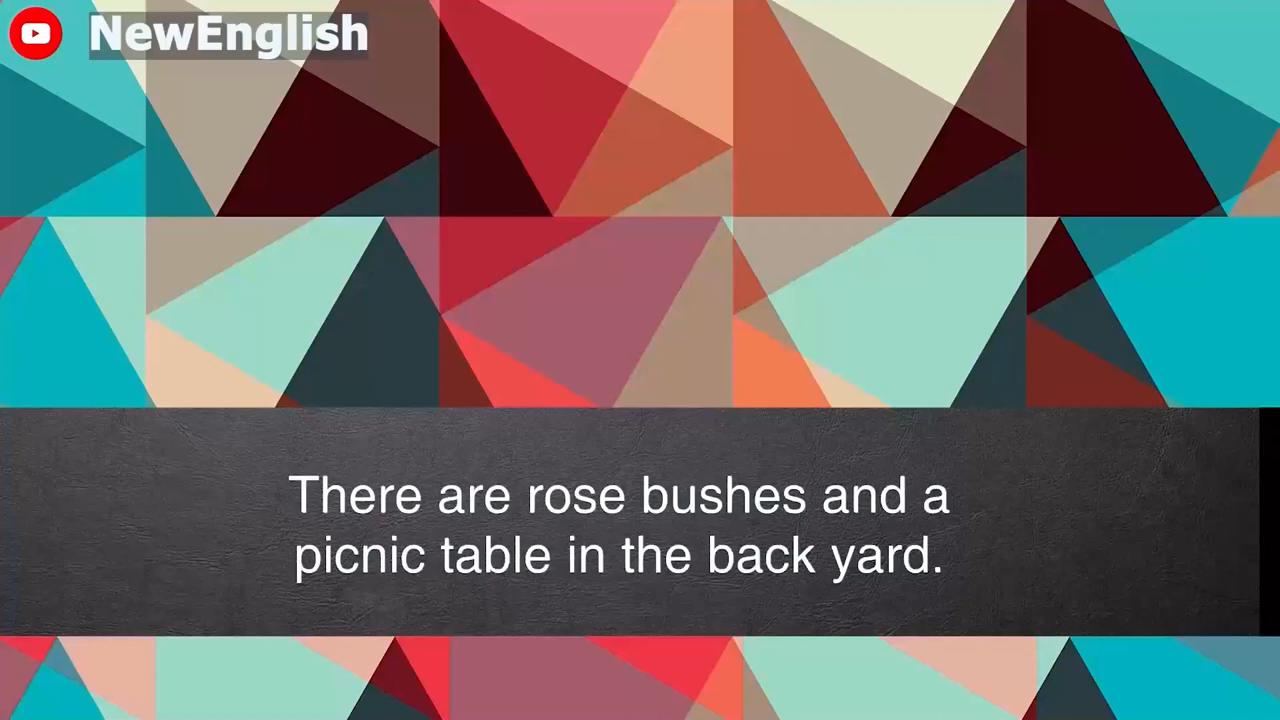 NewEnglish
There are rose bushes and a
picnic table in the back yard.